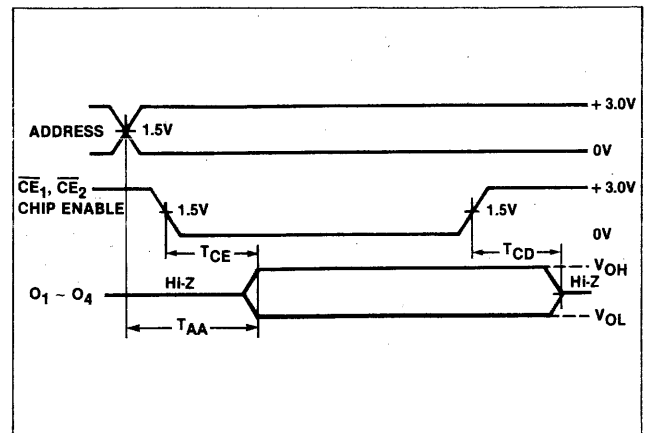 + 3.0V
ADDRESS 1.5V
0V
CE1, CE2 + 3.0V
CHIP ENABLE 1.5V 1.5V
0V
TCE TCD
VOH
Hi-Z Hi-Z
O1 ~ O4
VOL
TAA